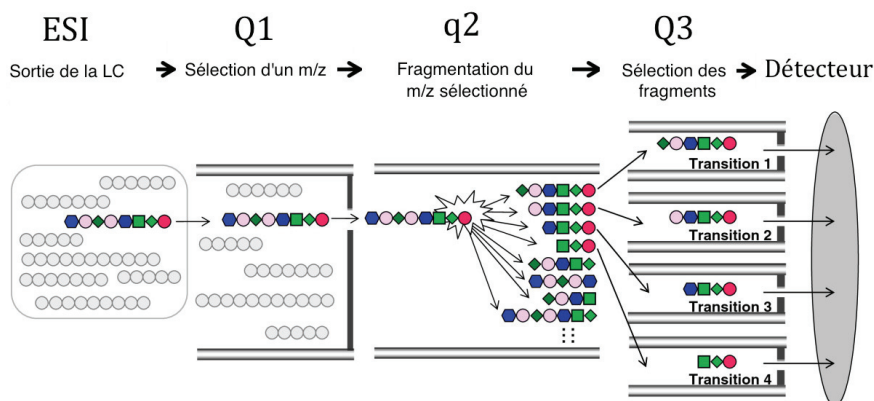 ESI Q1 q2 Q3
Sortie de la LC Sélection d'un m/z Fragmentation du Sélection des Détecteur
m/z sélectionné fragments
Transition 1
Transition 2
Transition 3
Transition 4